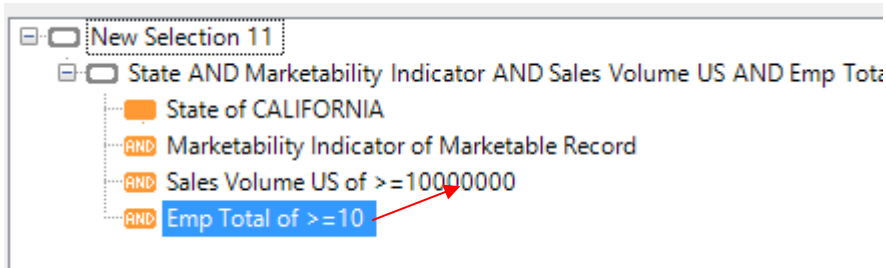 New Selection 11
State AND Marketability Indicator AND Sales Volume US AND Emp Tota
State of CALIFORNIA
AND Marketability Indicator of Marketable Record
AND Sales Volume US of >=10000000
AND Emp Total of >=10